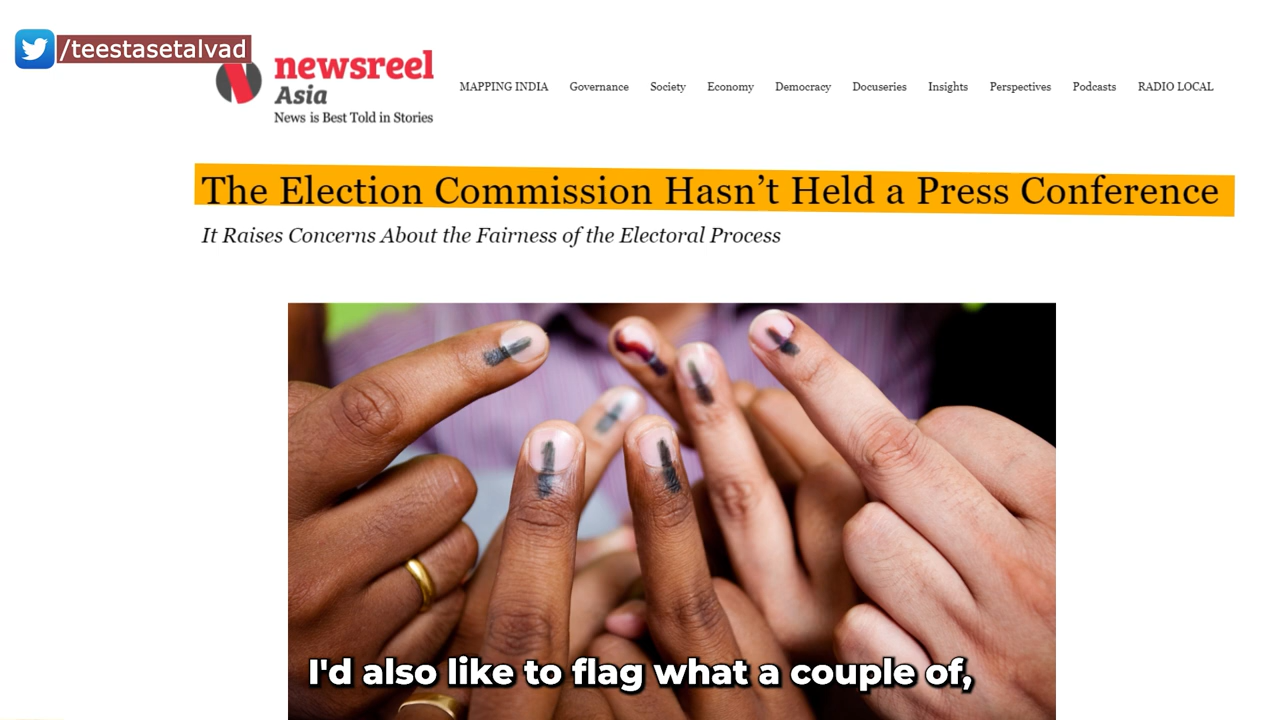 /teestasetalvad
newsreel
Asia
News is Best Told in Stories
MAPPING INDIA Governance Society Economy Democracy Docuseries Insights Perspectives Podcasts RADIO LOCAL
The Election Commission Hasn’t Held a Press Conference
It Raises Concerns About the Fairness of the Electoral Process
I'd also like to flag what a couple of,